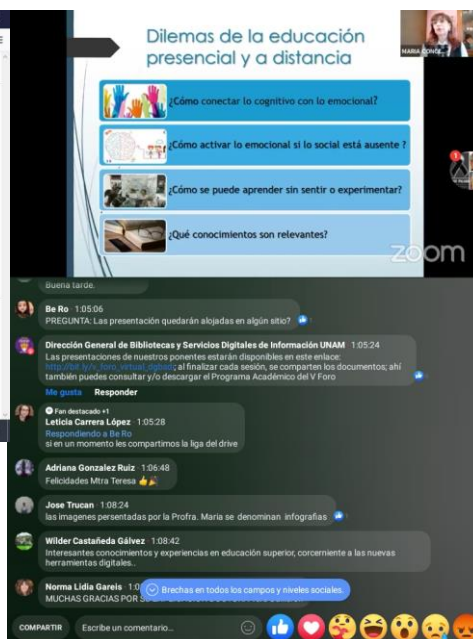 Dilemas de la educación
presencial y a distancia
¿Cómo conectar lo cognitivo con lo emocional?
¿Cómo activar lo emocional si lo social está ausente ?
¿Cómo se puede aprender sin sentir o experimentar?
¿Qué conocimientos son relevantes?
MARIA CONDE
zoom
Buena tarde.
Be Ro · 1:05:06
PREGUNTA: Las presentación quedarán alojadas en algún sitio?
Dirección General de Bibliotecas y Servicios Digitales de Información UNAM · 1:05:24
Las presentaciones de nuestros ponentes estarán disponibles en este enlace:
al finalizar cada sesión, se comparten los documentos; ahí
también puedes consultar y/o descargar el Programa Académico del V Foro
Me gusta Responder
Fan destacado +1
Leticia Carrera López · 1:05:28
Respondiendo a Be Ro
si en un momento les compartimos la liga del drive
Adriana Gonzalez Ruiz · 1:06:48
Felicidades Mtra Teresa
Jose Trucan · 1:08:24
las imagenes persentadas por la Profra. Maria se denominan infografias
Wilder Castañeda Gálvez · 1:08:42
Interesantes conocimientos y experiencias en educación superior, concerniente a las nuevas
herramientas digitales..
Norma Lidia Gareis
Brechas en todos los campos y niveles sociales.
MUCHAS GRACIAS POR
COMPARTIR
Escribe un comentario...